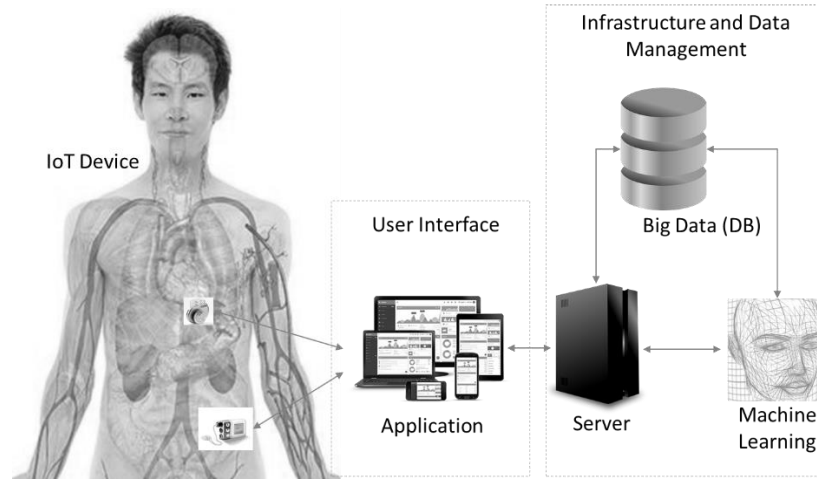 Infrastructure and Data
Management
IoT Device
User Interface
Big Data (DB)
Application
Server
Machine
Learning